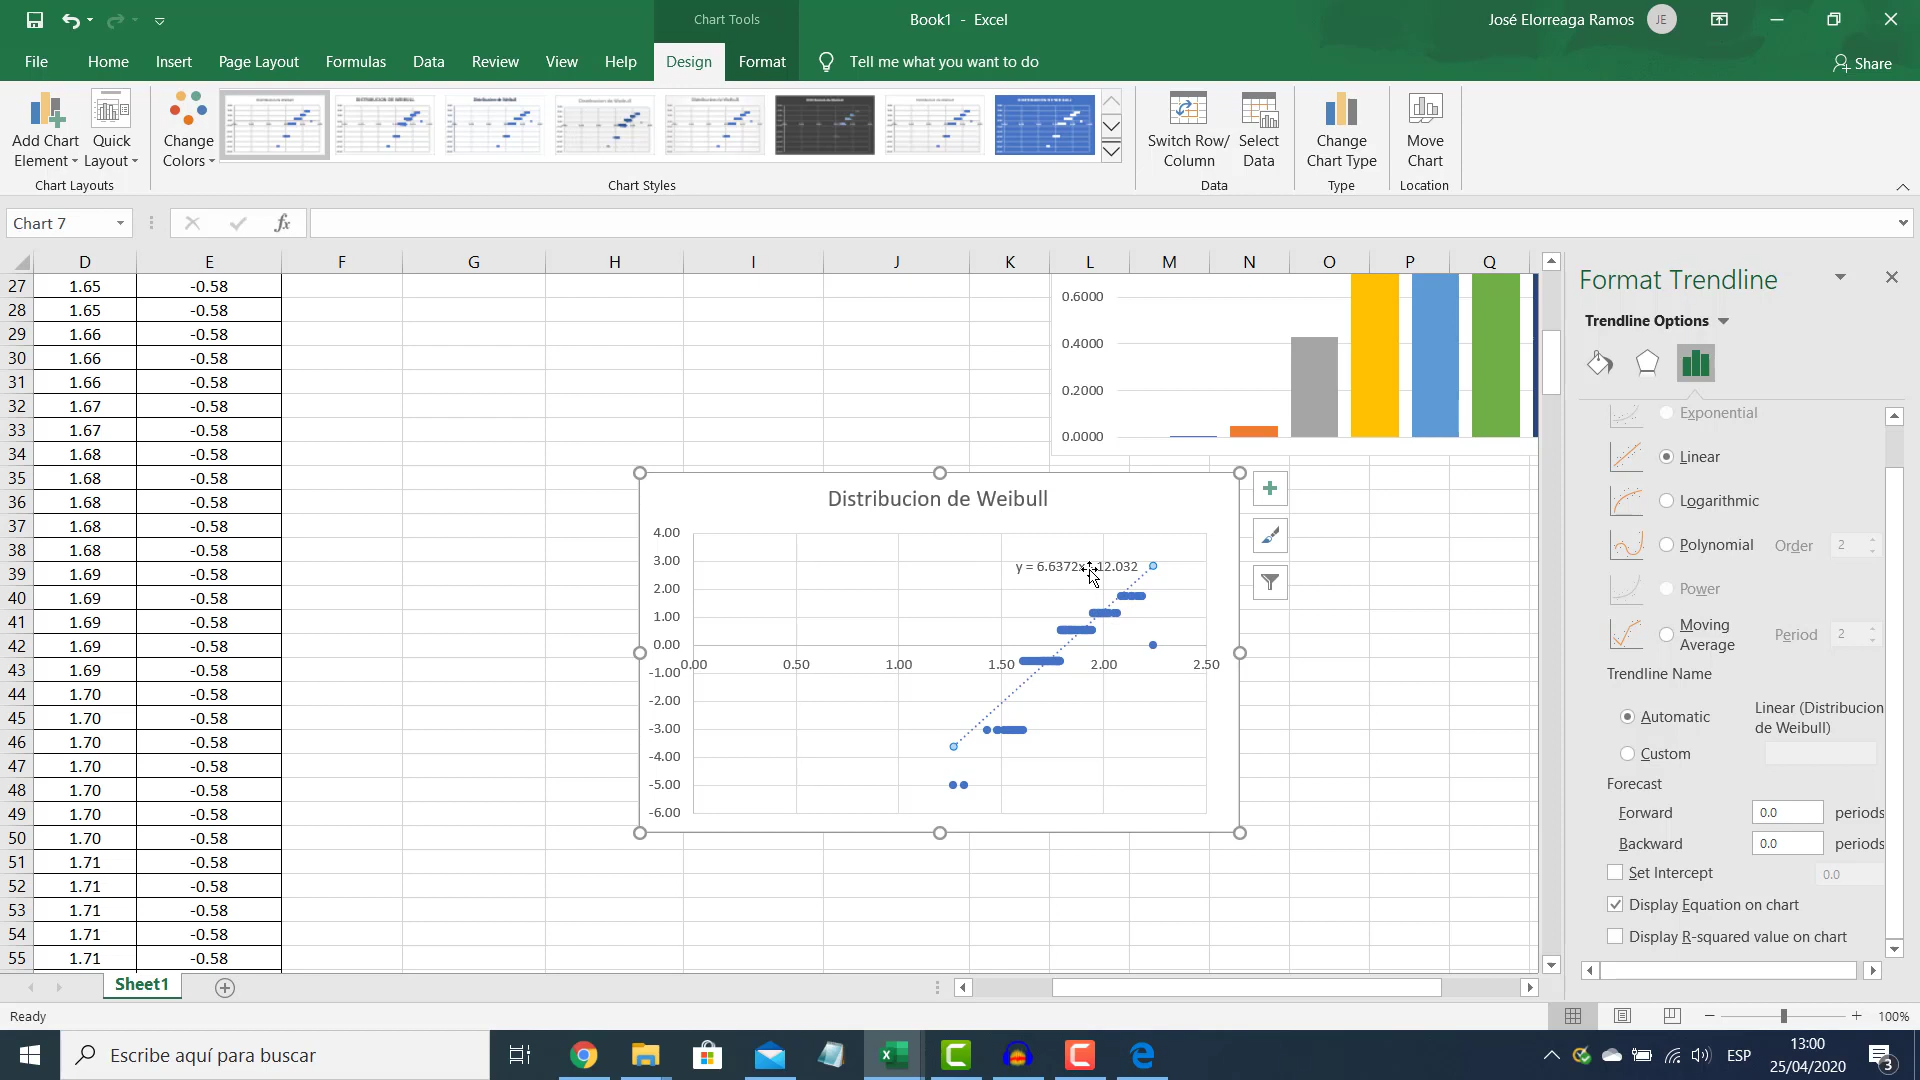 Chart Tools
Book1 - Excel
José Elorreaga Ramos
JE
File
Home
Insert
Page Layout
Formulas
Data
Review
View
Help
Design
Format
Tell me what you want to do
Share
Add Chart Element
Quick Layout
Chart Layouts
Change Colors
Chart Styles
Switch Row/ Column
Select Data
Data
Change Chart Type
Type
Move Chart
Location
Chart 7
fx
D E F G H I J K L M N O P Q
27 1.65 -0.58
28 1.65 -0.58
29 1.66 -0.58
30 1.66 -0.58
31 1.66 -0.58
32 1.67 -0.58
33 1.67 -0.58
34 1.68 -0.58
35 1.68 -0.58
36 1.68 -0.58
37 1.68 -0.58
38 1.68 -0.58
39 1.69 -0.58
40 1.69 -0.58
41 1.69 -0.58
42 1.69 -0.58
43 1.69 -0.58
44 1.70 -0.58
45 1.70 -0.58
46 1.70 -0.58
47 1.70 -0.58
48 1.70 -0.58
49 1.70 -0.58
50 1.70 -0.58
51 1.71 -0.58
52 1.71 -0.58
53 1.71 -0.58
54 1.71 -0.58
55 1.71 -0.58
0.6000
0.4000
0.2000
0.0000
Distribucion de Weibull
4.00
3.00
2.00
1.00
0.00
-1.00
-2.00
-3.00
-4.00
-5.00
-6.00
0.00 0.50 1.00 1.50 2.00 2.50
y = 6.6372x 12.032
Format Trendline
Trendline Options
Exponential
Linear
Logarithmic
Polynomial Order 2
Power
Moving Average Period 2
Trendline Name
Automatic
Linear (Distribucion de Weibull)
Custom
Forecast
Forward 0.0 periods
Backward 0.0 periods
Set Intercept 0.0
Display Equation on chart
Display R-squared value on chart
Sheet1
Ready
100%
Escribe aquí para buscar
ESP
13:00
25/04/2020
3